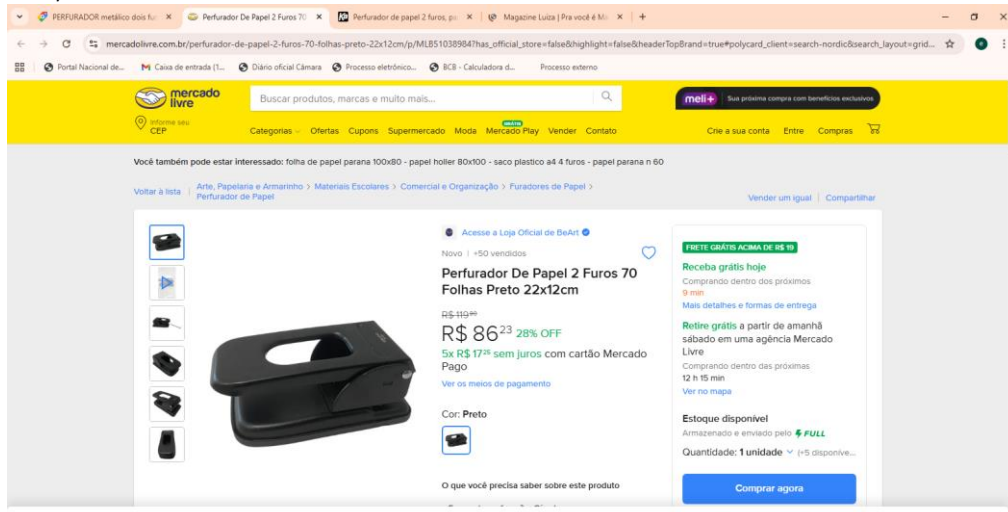 PERFURADOR metálico dois fu
Perfurador De Papel 2 Furos 70
Perfurador de papel 2 furos, pa
Magazine Luiza | Pra você é M
mercadolivre.com.br/perfurador-de-papel-2-furos-70-folhas-preto-22x12cm/p/MLB51038984?has_official_store=false&highlight=false&headerTopBrand=true#polycard_client=search-nordic&search_layout=grid...
Portal Nacional de...
Caixa de entrada (1...
Diário oficial Câmara
Processo eletrônico...
BCB - Calculadora d...
Processo externo
mercado
livre
Buscar produtos, marcas e muito mais...
meli+
Sua próxima compra com benefícios exclusivos
Informe seu
CEP
Categorias
Ofertas
Cupons
Supermercado
Moda
GRÁTIS
Mercado Play
Vender
Contato
Crie a sua conta
Entre
Compras
Você também pode estar interessado: folha de papel parana 100x80 - papel holler 80x100 - saco plastico a4 4 furos - papel parana n 60
Voltar à lista
Arte, Papelaria e Armarinho > Materiais Escolares > Comercial e Organização > Furadores de Papel >
Perfurador de Papel
Vender um igual
Compartilhar
Acesse a Loja Oficial de BeArt
Novo | +50 vendidos
Perfurador De Papel 2 Furos 70
Folhas Preto 22x12cm
R$ 119
R$ 86 23 28% OFF
5x R$ 17 25 sem juros com cartão Mercado
Pago
Ver os meios de pagamento
Cor: Preto
O que você precisa saber sobre este produto
FRETE GRÁTIS ACIMA DE R$ 19
Receba grátis hoje
Comprando dentro dos próximos
9 min
Mais detalhes e formas de entrega
Retire grátis a partir de amanhã
sábado em uma agência Mercado
Livre
Comprando dentro das próximas
12 h 15 min
Ver no mapa
Estoque disponível
Armazenado e enviado pelo FULL
Quantidade: 1 unidade (+5 disponíve...
Comprar agora